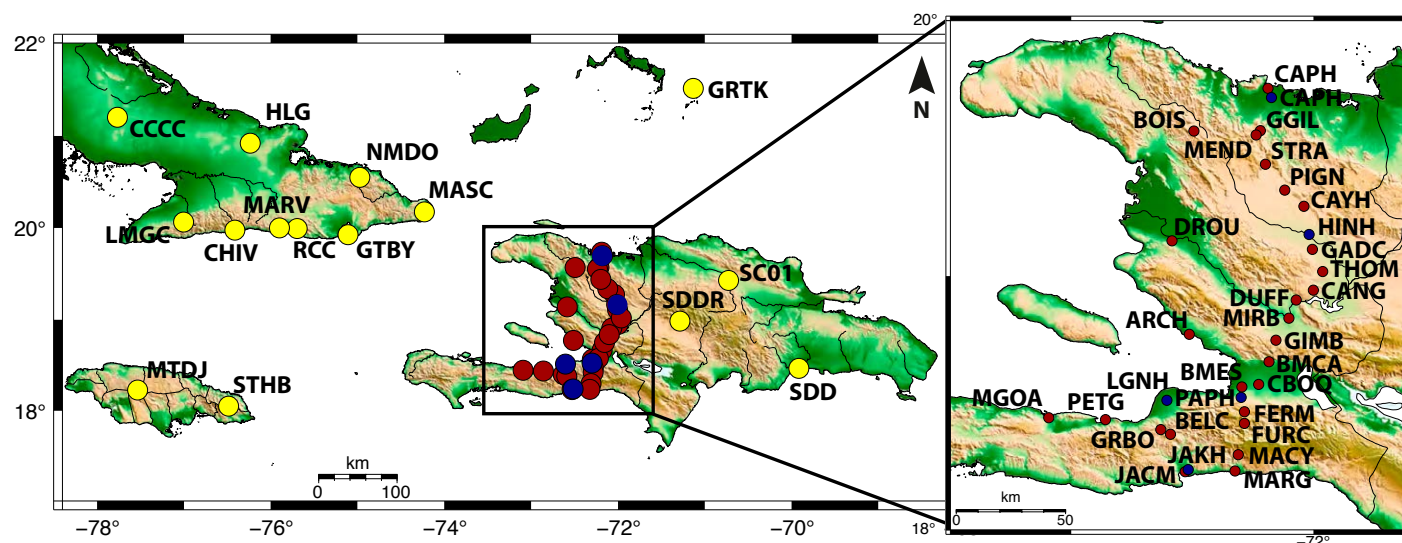 22°
20°
18°
−78°
−76°
−74°
−72°
−70°
CCCC
HLG
NMDO
MASC
MARV
LMGC
CHIV
RCC
GTBY
GRTK
N
SC01
SDDR
SDD
MTDJ
STHB
km
0 100
20°
18°
CAPH
CAPH
BOIS
GGIL
MEND
STRA
PIGN
CAYH
DROU
HINH
GADC
THOM
CANG
DUFF
MIRB
ARCH
GIMB
BMCA
BMES
CBOQ
LGNH
PAPH
MGOA
PETG
FERM
BELC
GRBO
FURC
JAKH
MACY
JACM
MARG
km
0 50
−72°